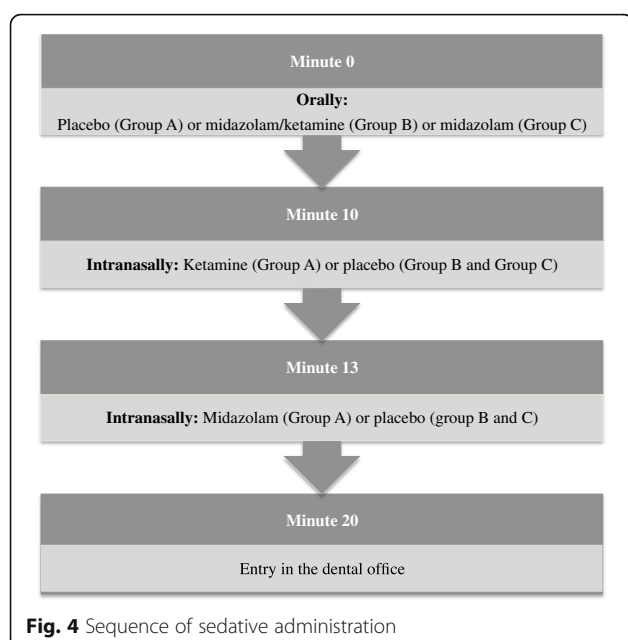 Minute 0
Orally:
Placebo (Group A) or midazolam/ketamine (Group B) or midazolam (Group C)
Minute 10
Intranasally: Ketamine (Group A) or placebo (Group B and Group C)
Minute 13
Intranasally: Midazolam (Group A) or placebo (group B and C)
Minute 20
Entry in the dental office
Fig. 4 Sequence of sedative administration